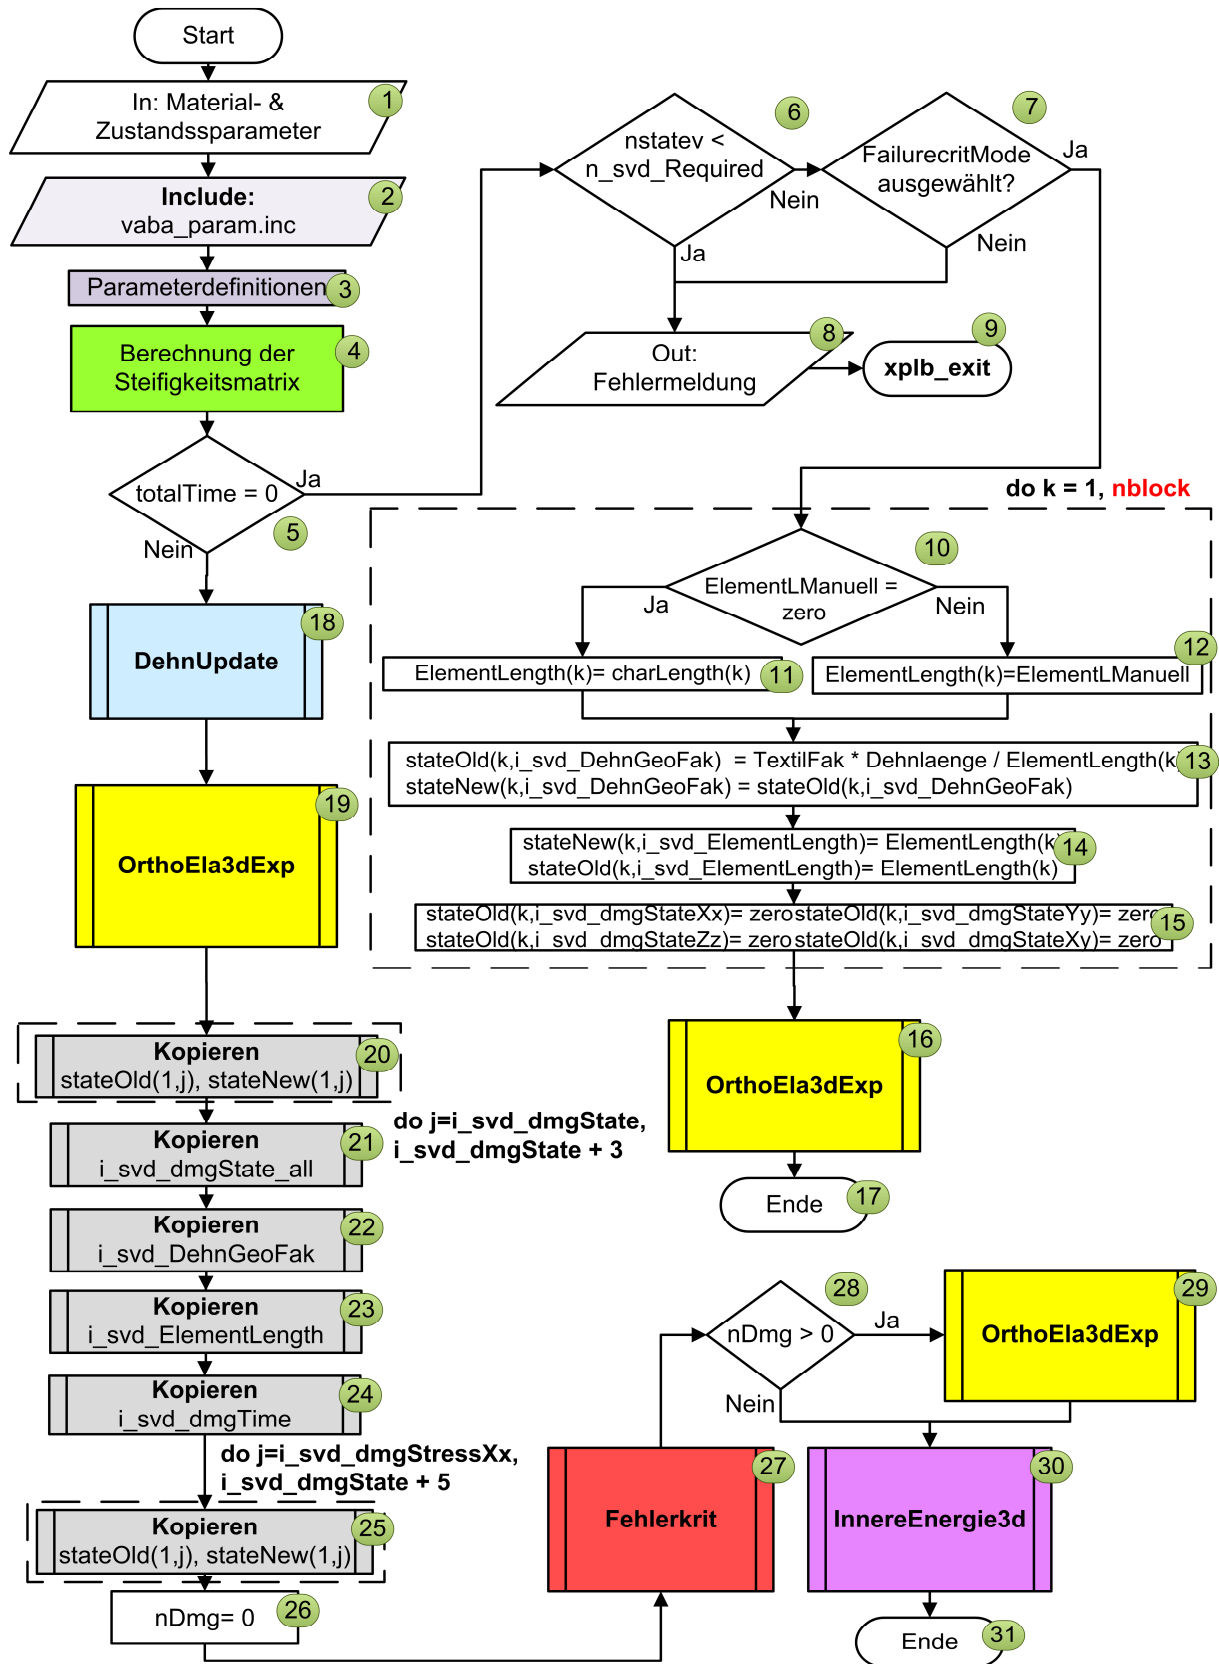 Start
In: Material- &
Zustandssparameter
1
Include:
vaba_param.inc
2
Parameterdefinitionen
3
Berechnung der
Steifigkeitsmatrix
4
totalTime = 0
Ja
5
Nein
nstatev <
n_svd_Required
6
Nein
Ja
FailurecritMode
ausgewählt?
7
Ja
Nein
Out:
Fehlermeldung
8
xplb_exit
9
do k = 1, nblock
ElementLManuell =
zero
10
Ja
Nein
ElementLength(k)= charLength(k)
11
ElementLength(k)=ElementLManuell
12
stateOld(k,i_svd_DehnGeoFak)  = TextilFak * Dehnlaenge / ElementLength(k)
stateNew(k,i_svd_DehnGeoFak) = stateOld(k,i_svd_DehnGeoFak)
13
stateNew(k,i_svd_ElementLength)= ElementLength(k)
stateOld(k,i_svd_ElementLength)= ElementLength(k)
14
stateOld(k,i_svd_dmgStateXx)= zerostateOld(k,i_svd_dmgStateYy)= zero
stateOld(k,i_svd_dmgStateZz)= zerostateOld(k,i_svd_dmgStateXy)= zero
15
OrthoEla3dExp
16
Ende
17
DehnUpdate
18
OrthoEla3dExp
19
Kopieren
stateOld(1,j), stateNew(1,j)
20
do j=i_svd_dmgState,
i_svd_dmgState + 3
Kopieren
i_svd_dmgState_all
21
Kopieren
i_svd_DehnGeoFak
22
Kopieren
i_svd_ElementLength
23
Kopieren
i_svd_dmgTime
24
do j=i_svd_dmgStressXx,
i_svd_dmgState + 5
Kopieren
stateOld(1,j), stateNew(1,j)
25
nDmg= 0
26
Fehlerkrit
27
nDmg > 0
28
Ja
Nein
OrthoEla3dExp
29
InnereEnergie3d
30
Ende
31